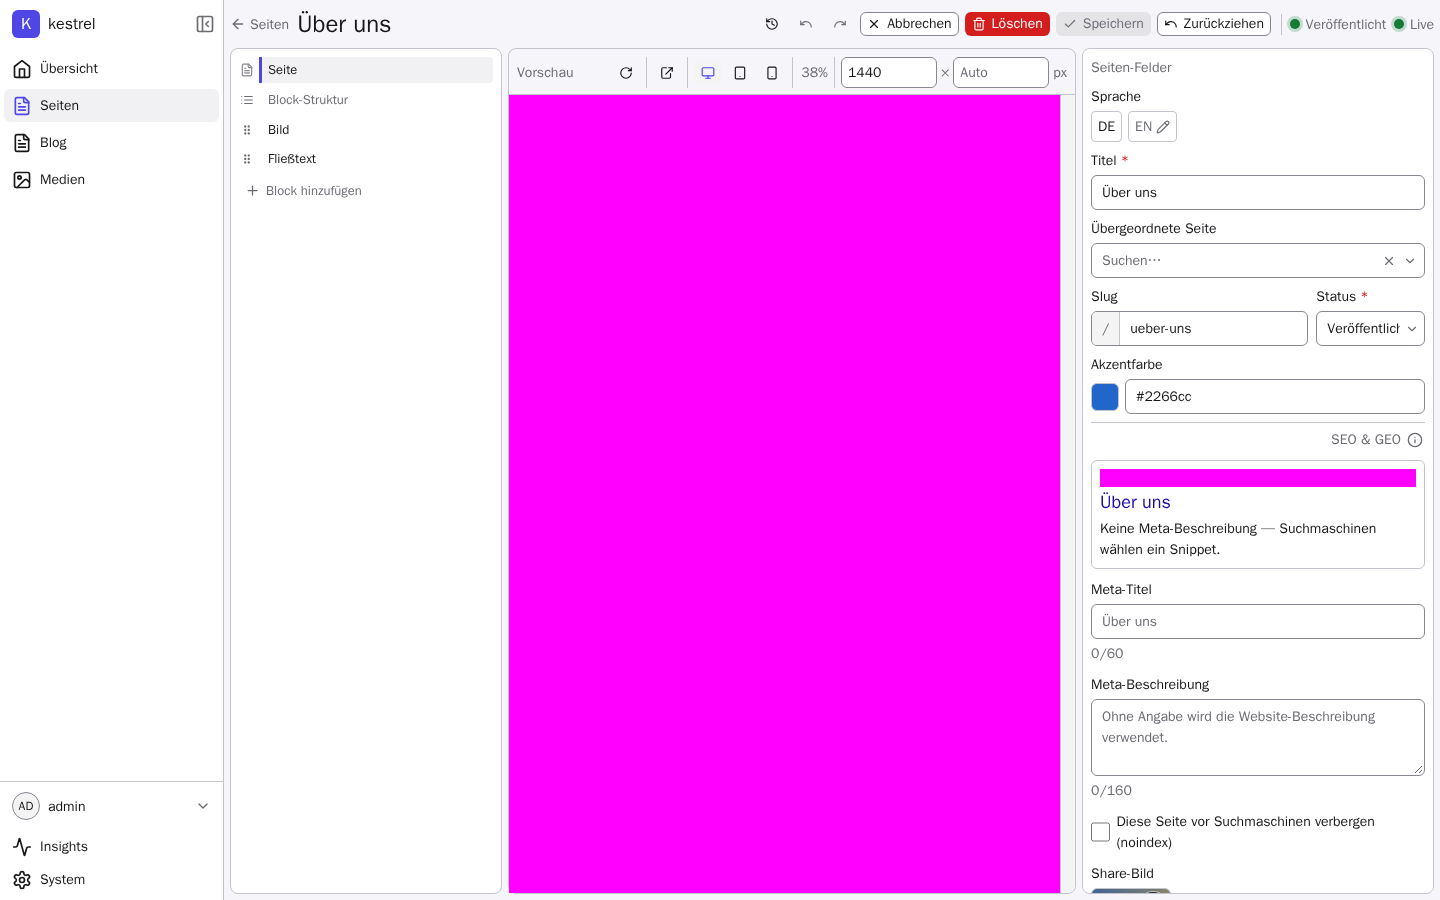 K kestrel
Übersicht
Seiten
Blog
Medien
AD admin
Insights
System
Seiten Über uns
Abbrechen
Löschen
Speichern
Zurückziehen
Veröffentlicht
Live
Seite
Block-Struktur
Bild
Fließtext
Block hinzufügen
Vorschau
38%
1440 × Auto px
Seiten-Felder
Sprache
DE EN
Titel *
Über uns
Übergeordnete Seite
Suchen⋯
Slug Status *
/ ueber-uns Veröffentlich
Akzentfarbe
#2266cc
SEO & GEO
Über uns
Keine Meta-Beschreibung — Suchmaschinen
wählen ein Snippet.
Meta-Titel
Über uns
0/60
Meta-Beschreibung
Ohne Angabe wird die Website-Beschreibung
verwendet.
0/160
Diese Seite vor Suchmaschinen verbergen
(noindex)
Share-Bild